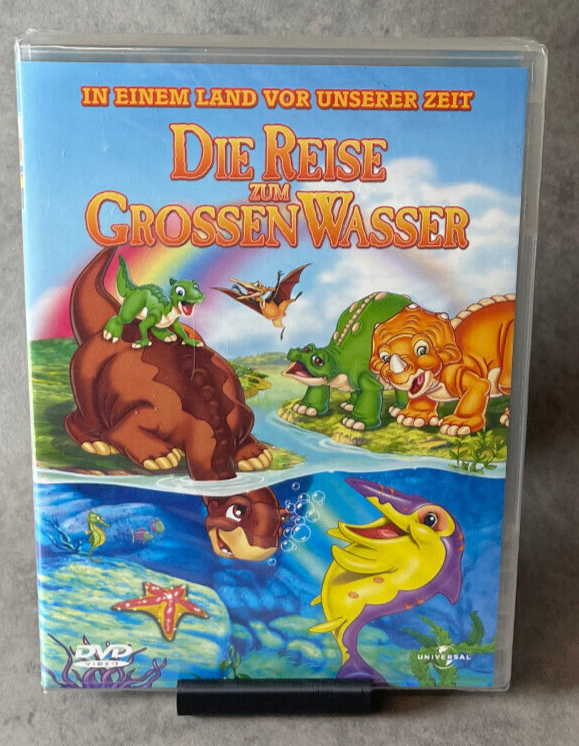 IN EINEM LAND VOR UNSERER ZEIT
DIE REISE
ZUM
GROSSEN WASSER
DVD
VIDEO
UNIVERSAL